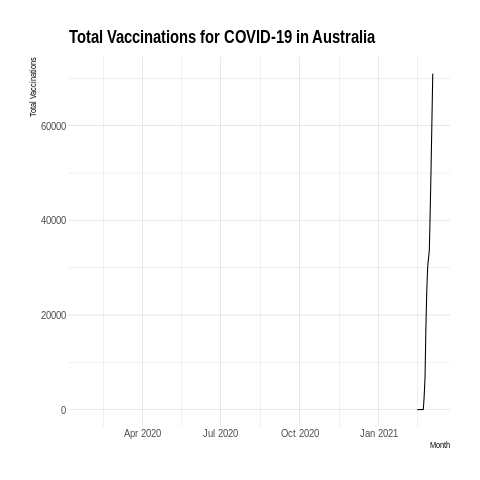 Total Vaccinations for COVID-19 in Australia
Total Vaccinations
60000
40000
20000
0
Apr 2020 Jul 2020 Oct 2020 Jan 2021
Month